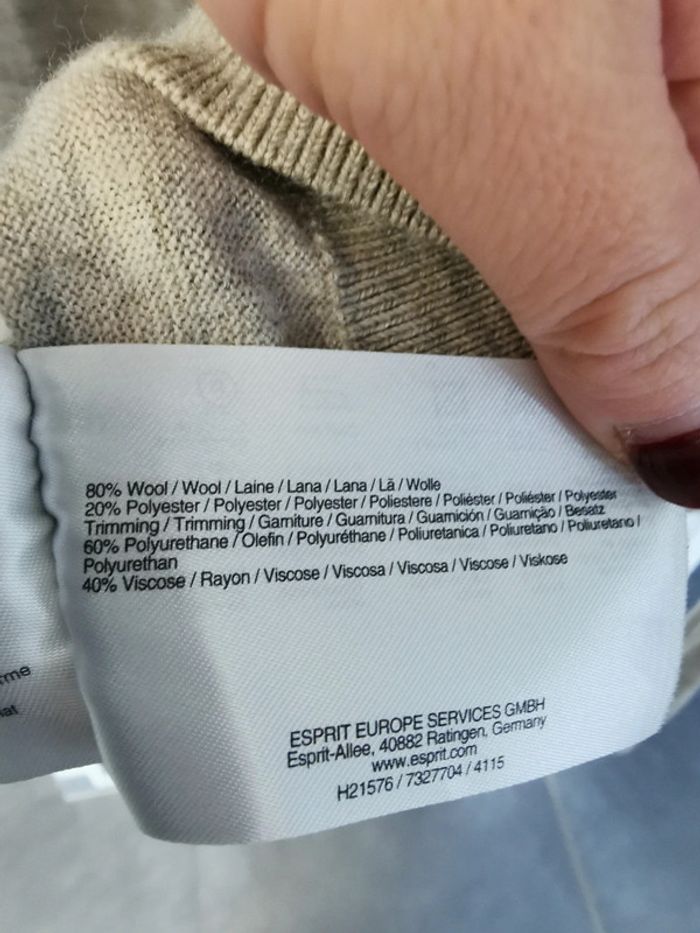 80% Wool / Wool / Laine / Lana / Lana / Lã / Wolle
20% Polyester / Polyester / Polyester / Poliestere / Poliéster / Poliéster / Polyester
Trimming / Trimming / Garniture / Guarnitura / Guarnición / Guarnição / Besatz
60% Polyurethane / Olefin / Polyuréthane / Poliuretanica / Poliuretano / Poliuretano /
Polyurethan
40% Viscose / Rayon / Viscose / Viscosa / Viscosa / Viscose / Viskose
ESPRIT EUROPE SERVICES GMBH
Esprit-Allee, 40882 Ratingen, Germany
www.esprit.com
H21576 / 7327704 / 4115